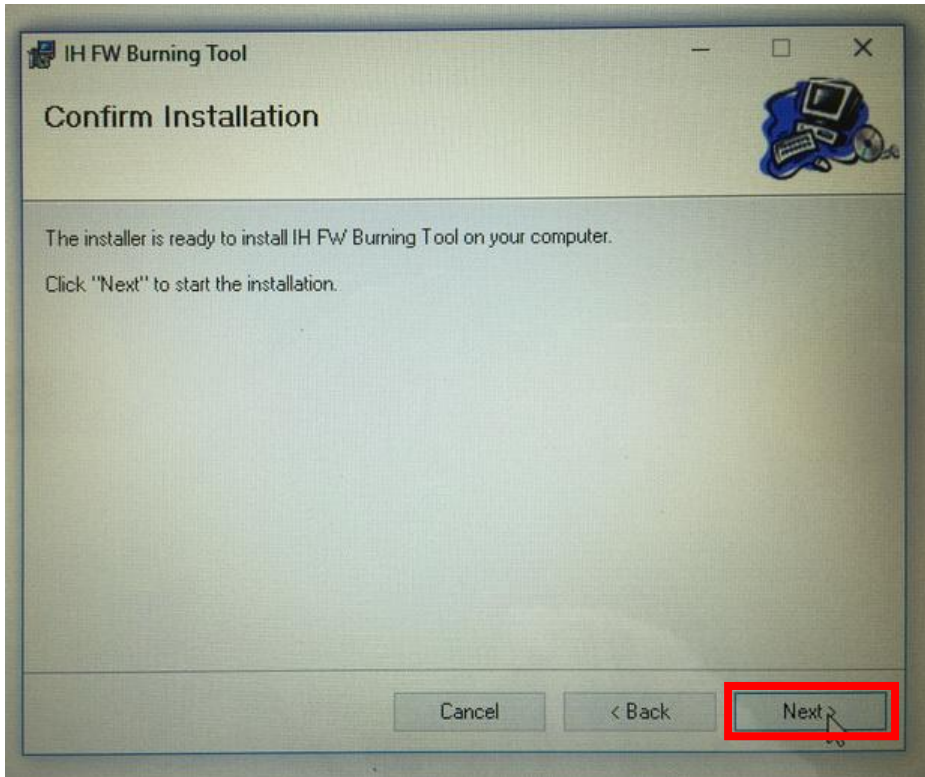 IH FW Burning Tool
Confirm Installation
The installer is ready to install IH FW Burning Tool on your computer.
Click "Next" to start the installation.
Cancel
< Back
Next >